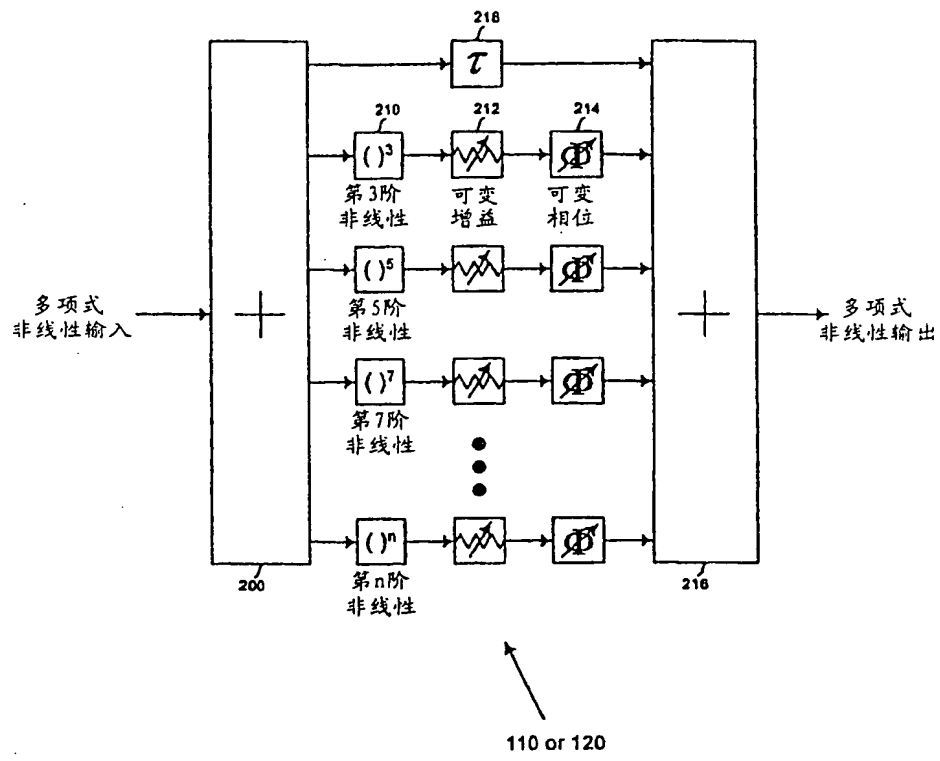 218
τ
210
212
214
( )³
Φ
第3阶
非线性
可变
增益
可变
相位
( )⁵
Φ
第5阶
非线性
多项式
非线性输入
+
+
多项式
非线性输出
( )⁷
Φ
第7阶
非线性
( )ⁿ
Φ
第n阶
非线性
200
216
110 or 120